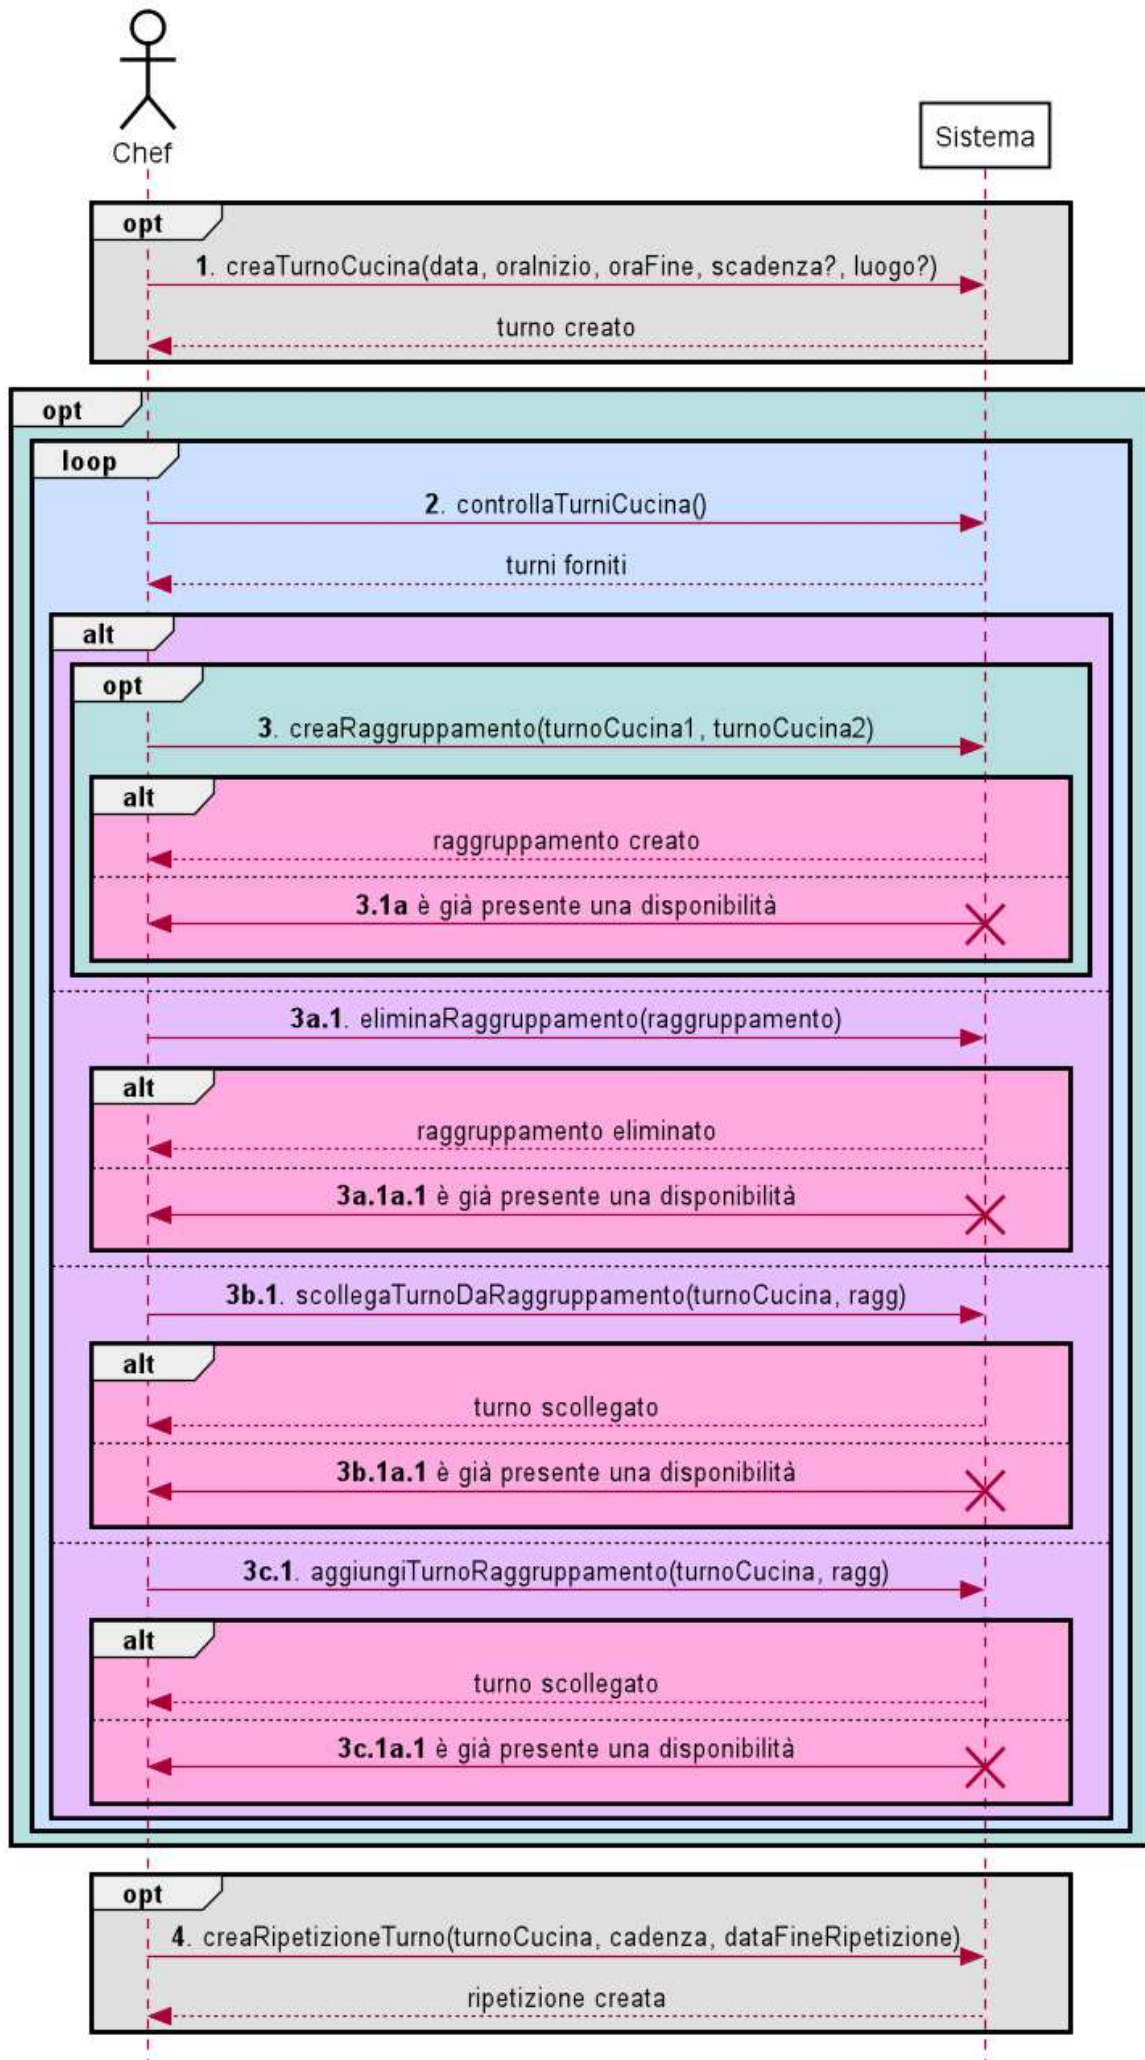 Chef
Sistema
opt
1. creaTurnoCucina(data, oraInizio, oraFine, scadenza?, luogo?)
turno creato
opt
loop
2. controllaTurniCucina()
turni forniti
alt
opt
3. creaRaggruppamento(turnoCucina1, turnoCucina2)
alt
raggruppamento creato
3.1a è già presente una disponibilità
3a.1. eliminaRaggruppamento(raggruppamento)
alt
raggruppamento eliminato
3a.1a.1 è già presente una disponibilità
3b.1. scollegaTurnoDaRaggruppamento(turnoCucina, ragg)
alt
turno scollegato
3b.1a.1 è già presente una disponibilità
3c.1. aggiungiTurnoRaggruppamento(turnoCucina, ragg)
alt
turno scollegato
3c.1a.1 è già presente una disponibilità
opt
4. creaRipetizioneTurno(turnoCucina, cadenza, dataFineRipetizione)
ripetizione creata